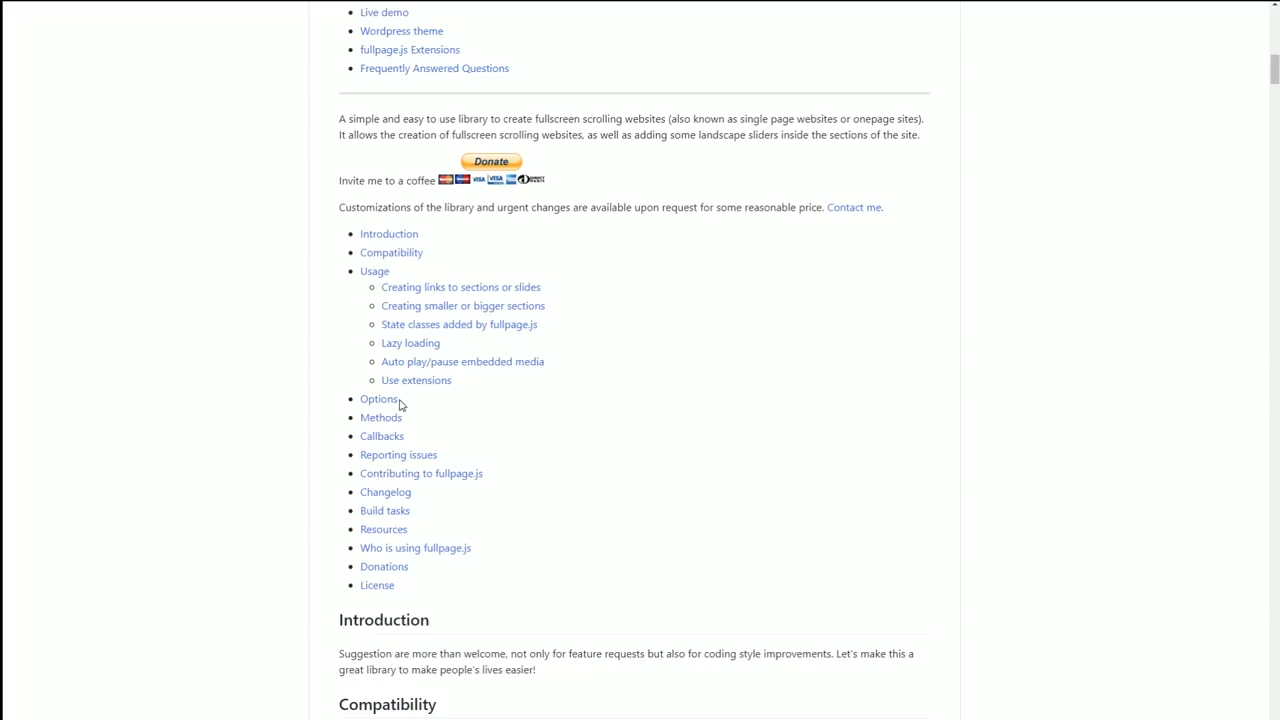 Live demo
Wordpress theme
fullpage.js Extensions
Frequently Answered Questions
A simple and easy to use library to create fullscreen scrolling websites (also known as single page websites or onepage sites).
It allows the creation of fullscreen scrolling websites, as well as adding some landscape sliders inside the sections of the site.
Donate
Invite me to a coffee
VISA VISA
Customizations of the library and urgent changes are available upon request for some reasonable price. Contact me.
Introduction
Compatibility
Usage
Creating links to sections or slides
Creating smaller or bigger sections
State classes added by fullpage.js
Lazy loading
Auto play/pause embedded media
Use extensions
Options
Methods
Callbacks
Reporting issues
Contributing to fullpage.js
Changelog
Build tasks
Resources
Who is using fullpage.js
Donations
License
Introduction
Suggestion are more than welcome, not only for feature requests but also for coding style improvements. Let's make this a
great library to make people's lives easier!
Compatibility